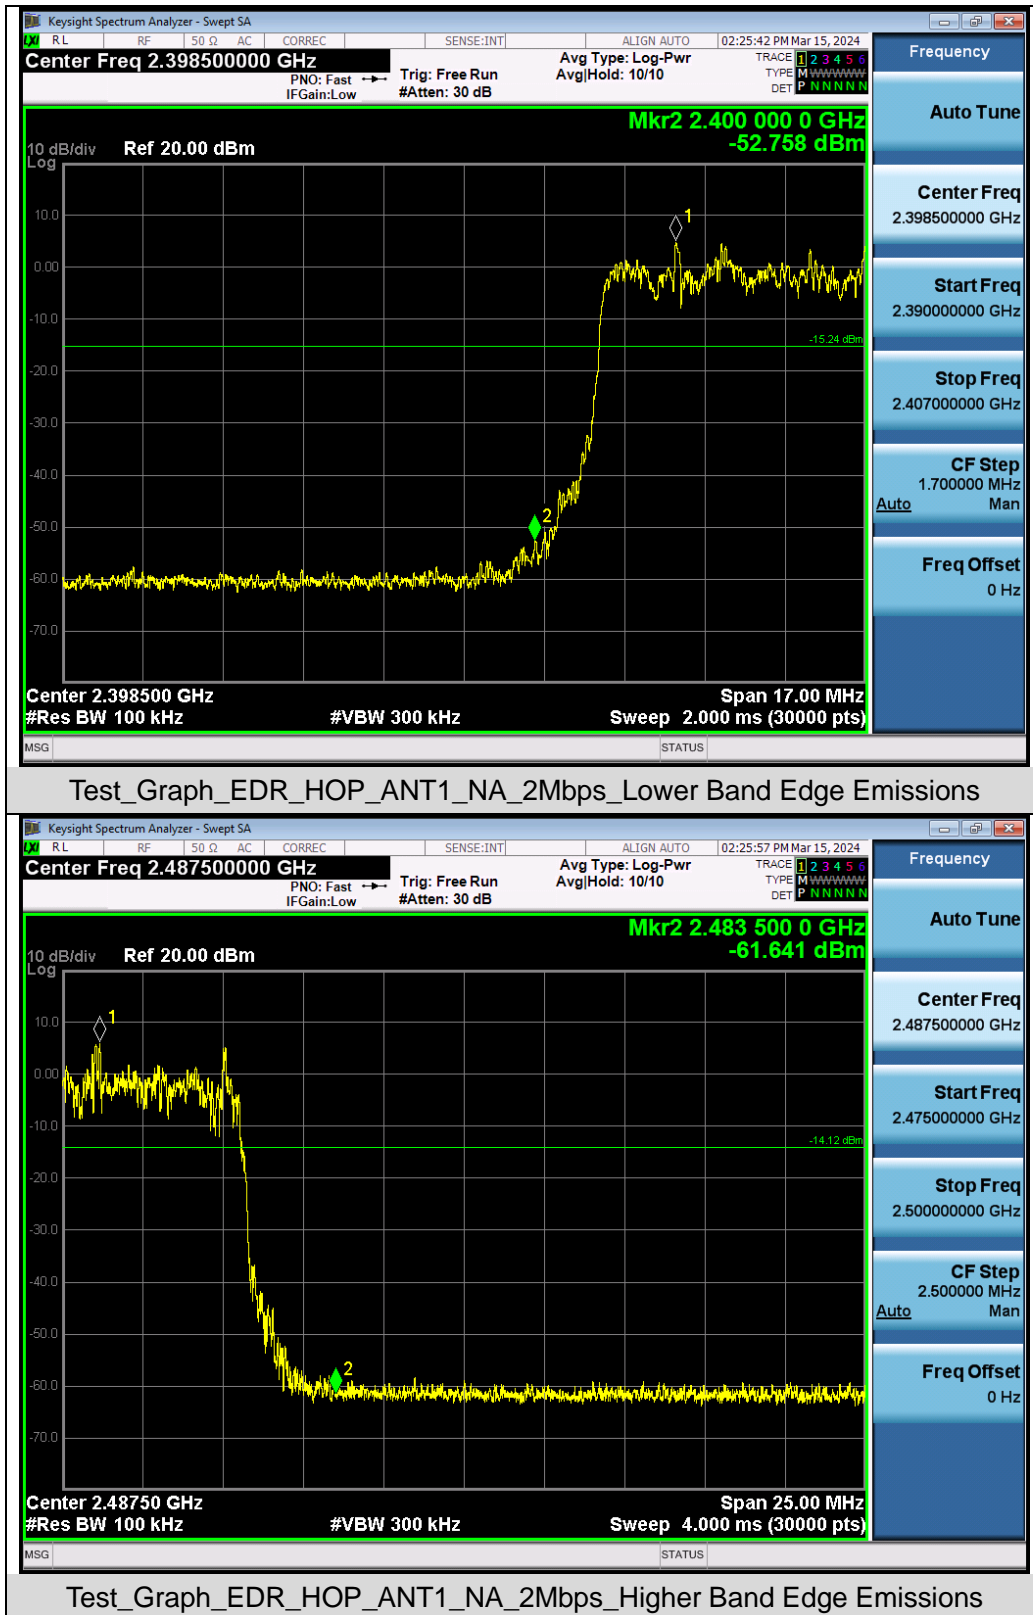 Keysight Spectrum Analyzer - Swept SA
LXI RL RF 50 Ω AC CORREC SENSE:INT ALIGN AUTO 02:25:42 PM Mar 15, 2024
Center Freq 2.398500000 GHz
PNO: Fast
IFGain:Low
Trig: Free Run
#Atten: 30 dB
Avg Type: Log-Pwr
Avg|Hold: 10/10
TRACE 1 2 3 4 5 6
TYPE M WWWWW
DET P N N N N N
Mkr2 2.400 000 0 GHz
-52.758 dBm
10 dB/div Ref 20.00 dBm
Log
10.0
0.00
-10.0
-20.0
-30.0
-40.0
-50.0
-60.0
-70.0
1
-15.24 dBm
2
Center 2.398500 GHz Span 17.00 MHz
#Res BW 100 kHz #VBW 300 kHz Sweep 2.000 ms (30000 pts)
MSG STATUS
Frequency
Auto Tune
Center Freq
2.398500000 GHz
Start Freq
2.390000000 GHz
Stop Freq
2.407000000 GHz
CF Step
1.700000 MHz
Auto Man
Freq Offset
0 Hz
Test_Graph_EDR_HOP_ANT1_NA_2Mbps_Lower Band Edge Emissions
Keysight Spectrum Analyzer - Swept SA
LXI RL RF 50 Ω AC CORREC SENSE:INT ALIGN AUTO 02:25:57 PM Mar 15, 2024
Center Freq 2.487500000 GHz
PNO: Fast
IFGain:Low
Trig: Free Run
#Atten: 30 dB
Avg Type: Log-Pwr
Avg|Hold: 10/10
TRACE 1 2 3 4 5 6
TYPE M WWWWW
DET P N N N N N
Mkr2 2.483 500 0 GHz
-61.641 dBm
10 dB/div Ref 20.00 dBm
Log
10.0
0.00
-10.0
-20.0
-30.0
-40.0
-50.0
-60.0
-70.0
1
-14.12 dBm
2
Center 2.48750 GHz Span 25.00 MHz
#Res BW 100 kHz #VBW 300 kHz Sweep 4.000 ms (30000 pts)
MSG STATUS
Frequency
Auto Tune
Center Freq
2.487500000 GHz
Start Freq
2.475000000 GHz
Stop Freq
2.500000000 GHz
CF Step
2.500000 MHz
Auto Man
Freq Offset
0 Hz
Test_Graph_EDR_HOP_ANT1_NA_2Mbps_Higher Band Edge Emissions